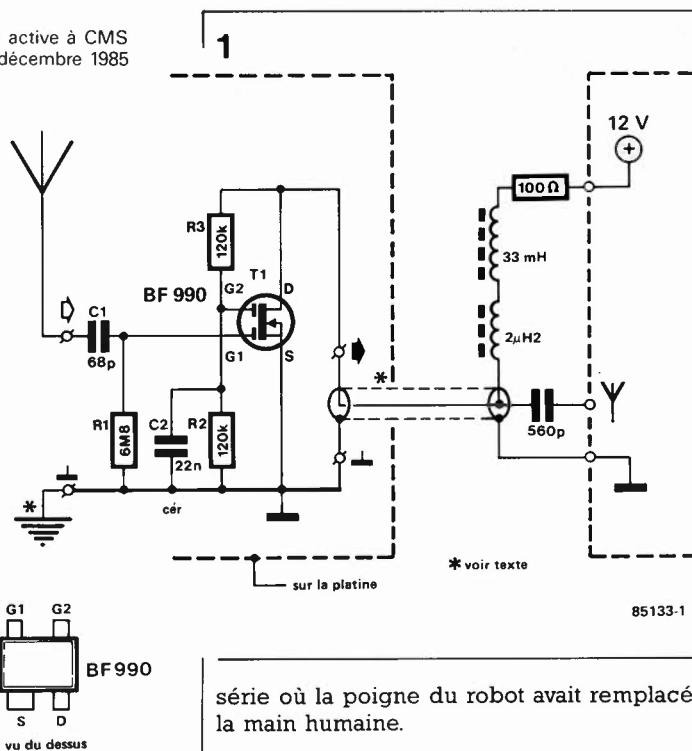 active à CMS
décembre 1985
1
12 V
100 Ω
R3
120k
33 mH
T1
G2
D
BF 990
C1
G1
S
2µH2
68p
*
R1
6M8
C2
R2
120k
560p
22n
*
cér
* voir texte
sur la platine
85133-1
G1 G2
BF990
S D
vu du dessus
série où la poigne du robot avait remplacé
la main humaine.